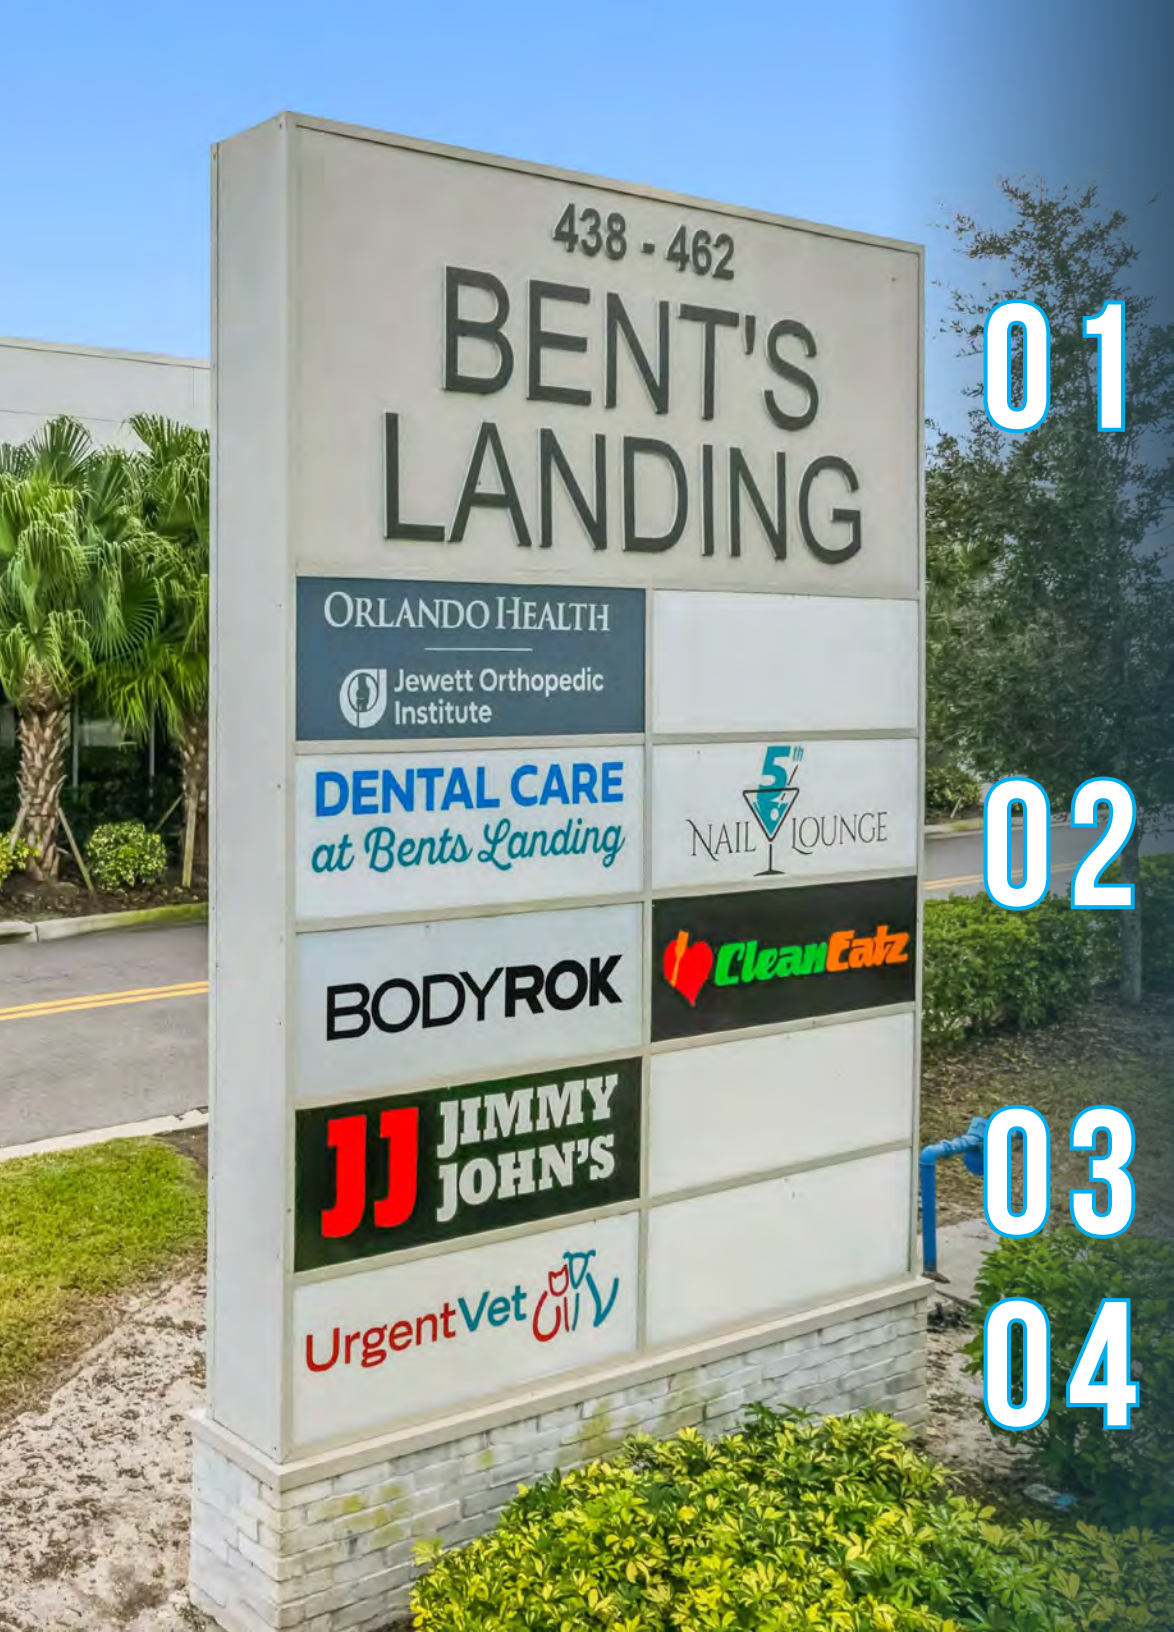 438 - 462
BENT'S
LANDING
ORLANDO HEALTH
Jewett Orthopedic
Institute
DENTAL CARE
at Bents Landing
5th
NAIL LOUNGE
BODYROK
CleanEatz
JJ JIMMY
JOHN'S
UrgentVet
01
02
03
04